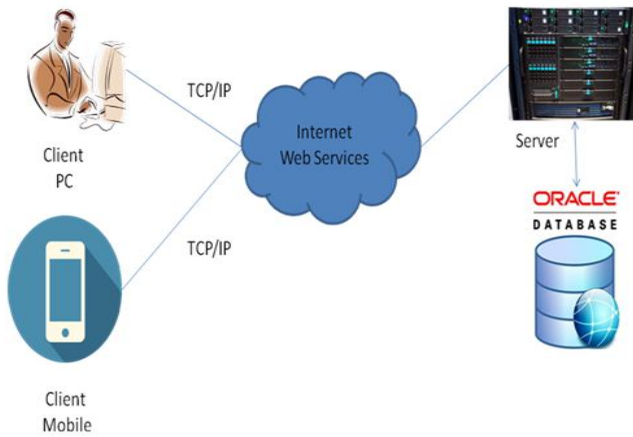 TCP/IP
Client
PC
Internet
Web Services
Server
ORACLE
DATABASE
TCP/IP
Client
Mobile